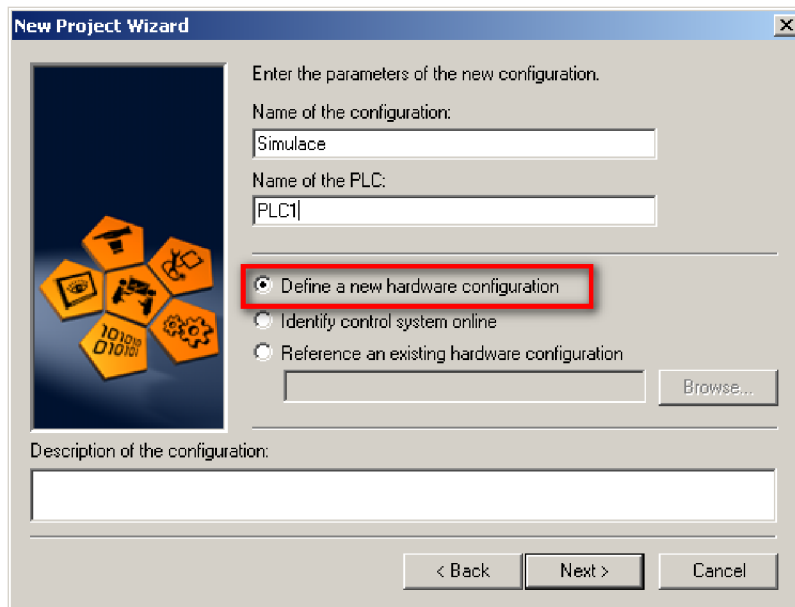 New Project Wizard
Enter the parameters of the new configuration.
Name of the configuration:
Simulace
Name of the PLC:
PLC1
Define a new hardware configuration
Identify control system online
Reference an existing hardware configuration
Browse...
101010
010101
Description of the configuration:
< Back
Next >
Cancel